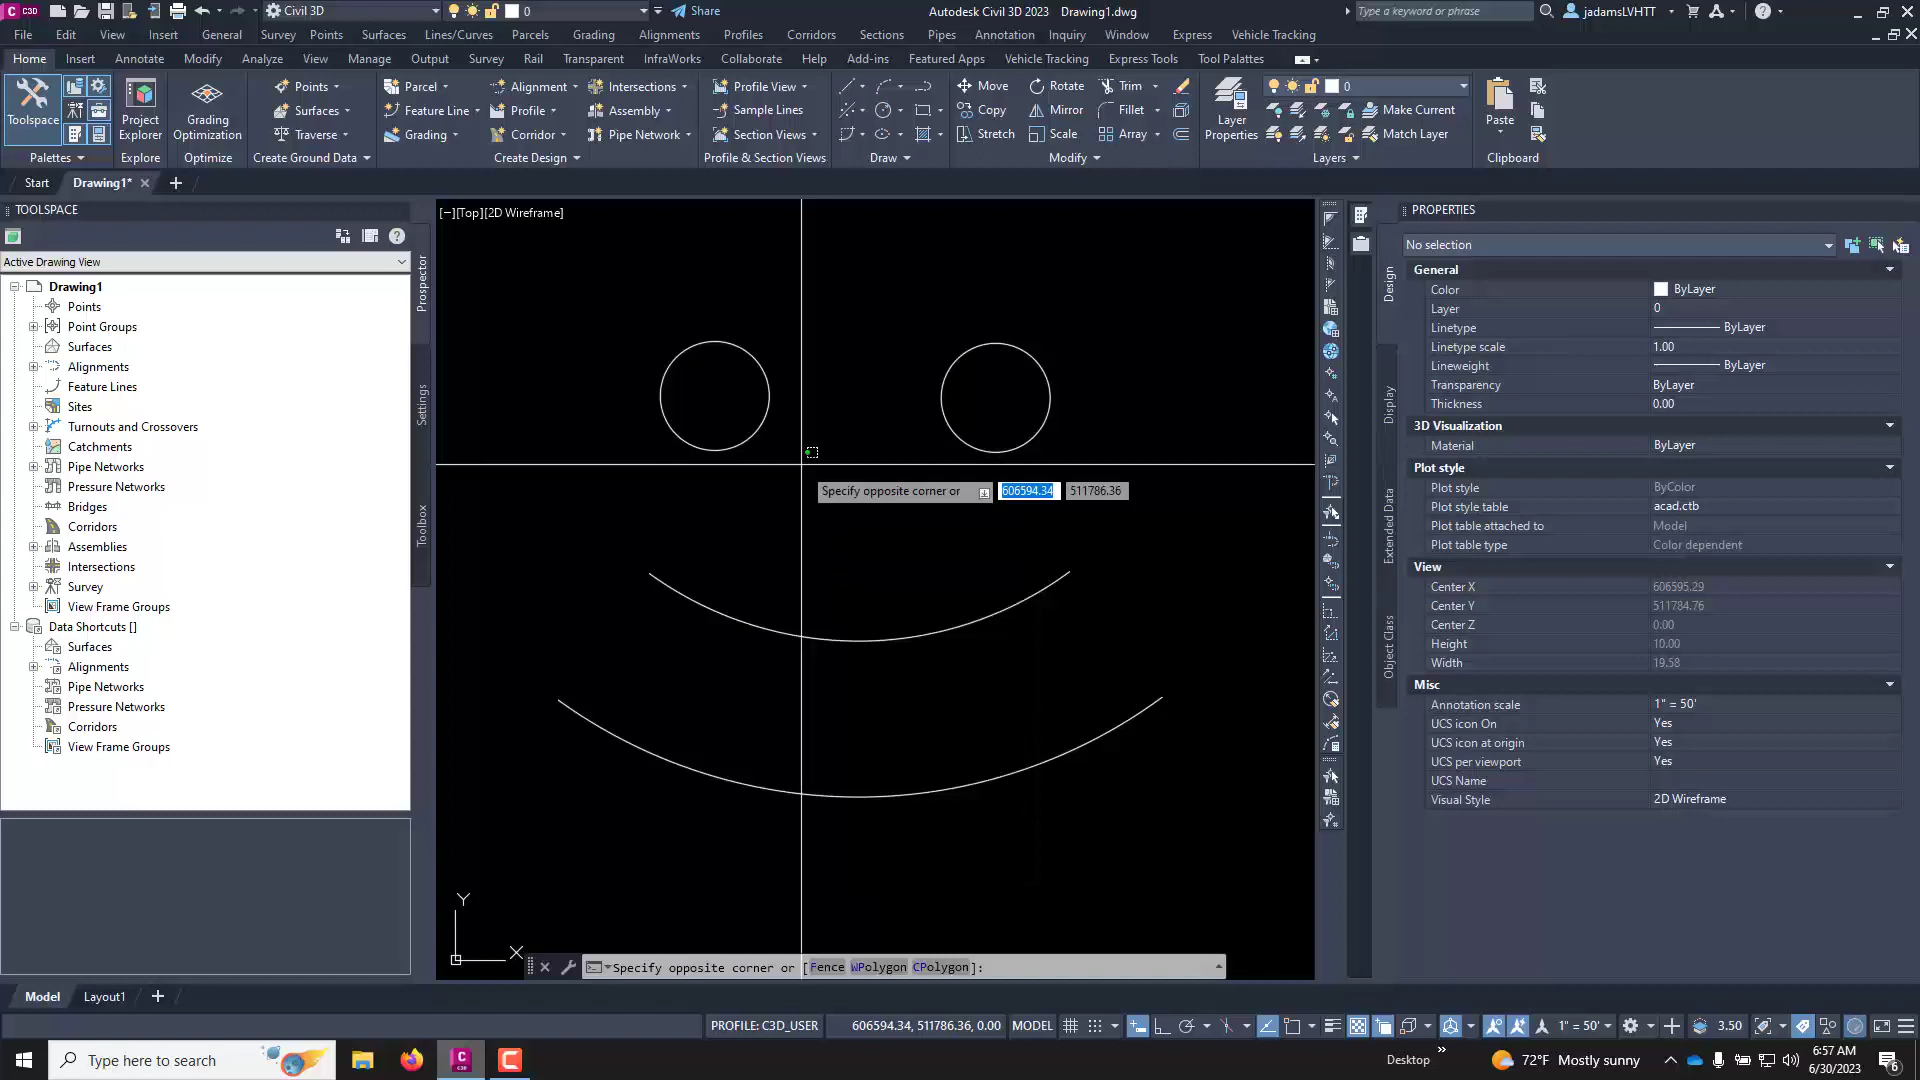 C3D
Civil 3D
0
Share
Autodesk Civil 3D 2023 Drawing1.dwg
Type a keyword or phrase
jadamsLVHTT
File Edit View Insert General Survey Points Surfaces Lines/Curves Parcels Grading Alignments Profiles Corridors Sections Pipes Annotation Inquiry Window Express Vehicle Tracking
Home Insert Annotate Modify Analyze View Manage Output Survey Rail Transparent InfraWorks Collaborate Help Add-ins Featured Apps Vehicle Tracking Express Tools Tool Palettes
Toolspace
Palettes
Project Explorer
Explore
Grading Optimization
Optimize
Points
Surfaces
Traverse
Create Ground Data
Parcel
Feature Line
Grading
Alignment
Profile
Corridor
Intersections
Assembly
Pipe Network
Create Design
Profile View
Sample Lines
Section Views
Profile & Section Views
Draw
Move
Copy
Stretch
Rotate
Mirror
Scale
Trim
Fillet
Array
Modify
Layer Properties
0
Make Current
Match Layer
Layers
Paste
Clipboard
Start
Drawing1*
TOOLSPACE
Active Drawing View
Drawing1
Points
Point Groups
Surfaces
Alignments
Feature Lines
Sites
Turnouts and Crossovers
Catchments
Pipe Networks
Pressure Networks
Bridges
Corridors
Assemblies
Intersections
Survey
View Frame Groups
Data Shortcuts []
Surfaces
Alignments
Pipe Networks
Pressure Networks
Corridors
View Frame Groups
Prospector
Settings
Toolbox
[−][Top][2D Wireframe]
Specify opposite corner or 606594.34 511786.36
Y
X
Specify opposite corner or [Fence WPolygon CPolygon]:
PROPERTIES
No selection
Design
Display
Extended Data
Object Class
General
Color ByLayer
Layer 0
Linetype ByLayer
Linetype scale 1.00
Lineweight ByLayer
Transparency ByLayer
Thickness 0.00
3D Visualization
Material ByLayer
Plot style
Plot style ByColor
Plot style table acad.ctb
Plot table attached to Model
Plot table type Color dependent
View
Center X 606595.29
Center Y 511784.76
Center Z 0.00
Height 10.00
Width 19.58
Misc
Annotation scale 1" = 50'
UCS icon On Yes
UCS icon at origin Yes
UCS per viewport Yes
UCS Name
Visual Style 2D Wireframe
Model Layout1
PROFILE: C3D_USER 606594.34, 511786.36, 0.00 MODEL 1" = 50' 3.50
Type here to search
Desktop
72°F Mostly sunny
6:57 AM
6/30/2023
6